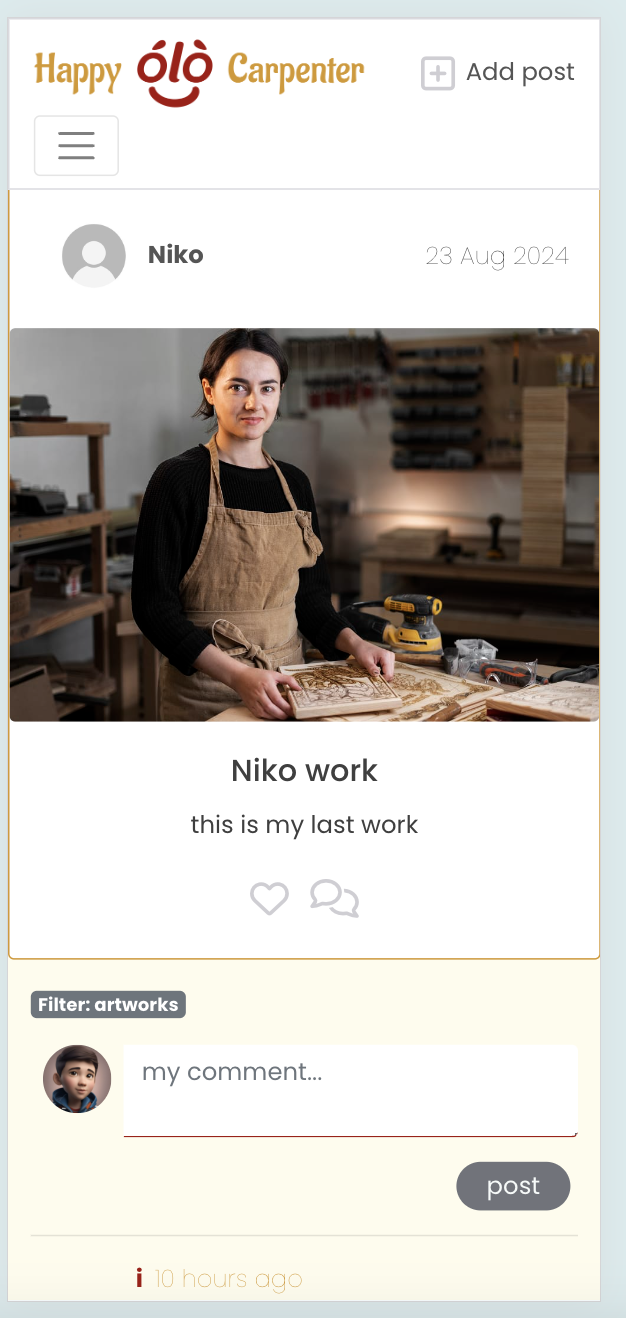 Happy ólò Carpenter
Add post
Niko
23 Aug 2024
Niko work
this is my last work
Filter: artworks
my comment...
post
i 10 hours ago